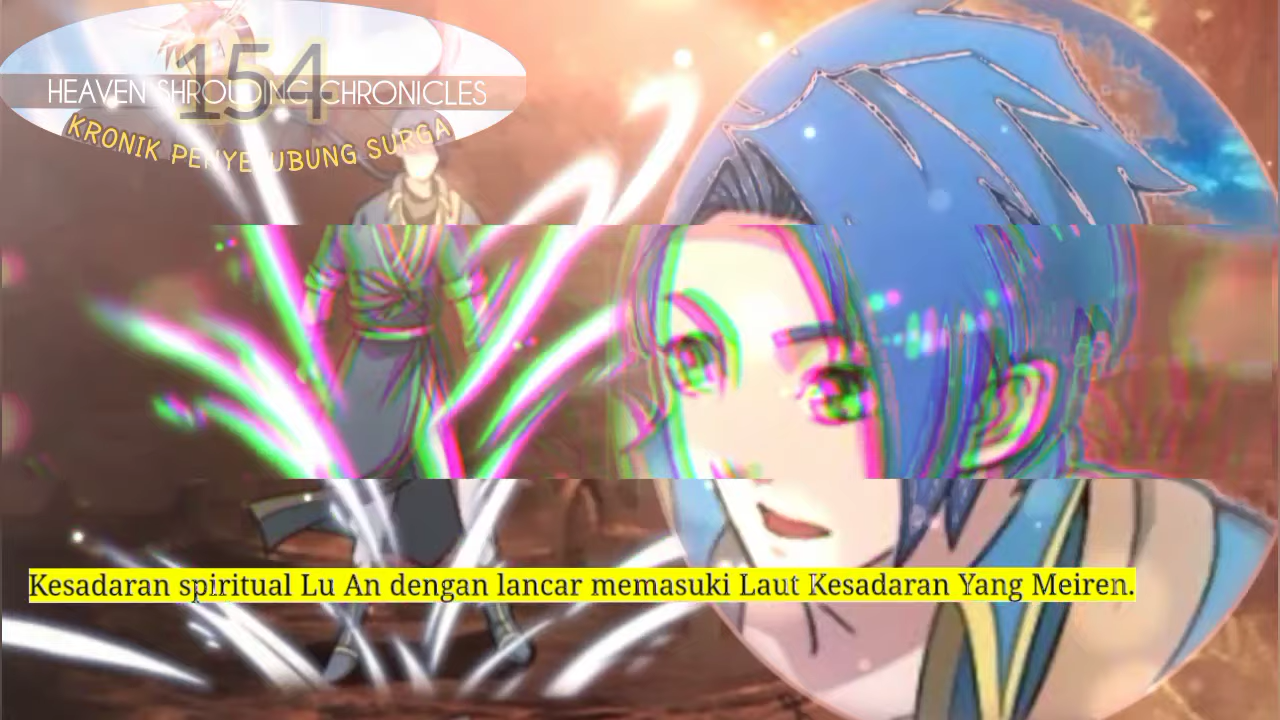 154
HEAVEN SHROUDING CHRONICLES
KRONIK PENYELUBUNG SURGA
Kesadaran spiritual Lu An dengan lancar memasuki Laut Kesadaran Yang Meiren.